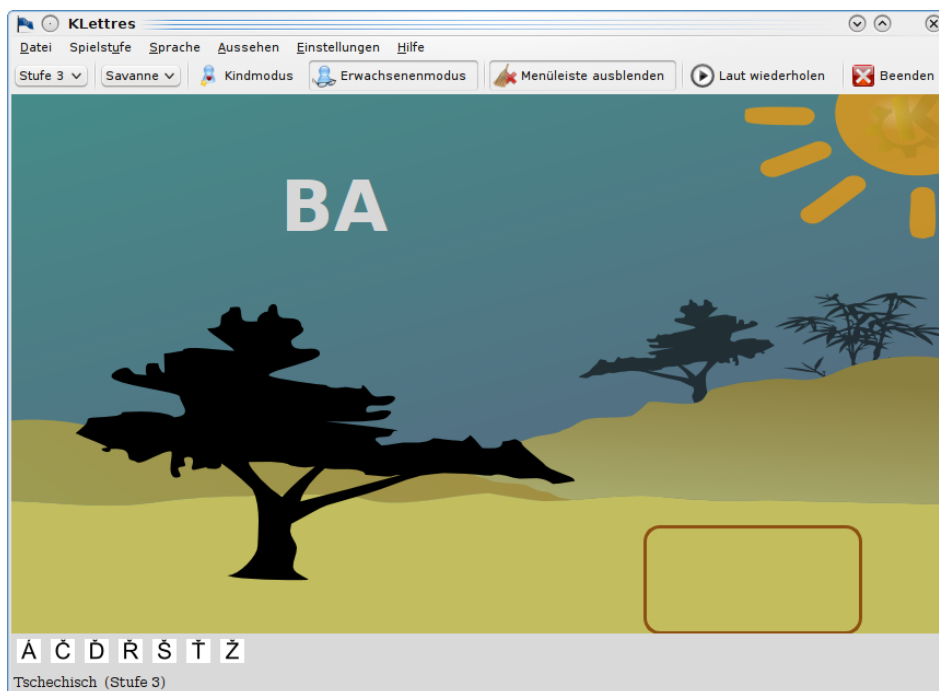 KLettres
Datei Spielstufe Sprache Aussehen Einstellungen Hilfe
Stufe 3 Savanne Kindmodus Erwachsenenmodus Menüleiste ausblenden Laut wiederholen Beenden
BA
Á Č Ď Ř Š Ť Ž
Tschechisch (Stufe 3)